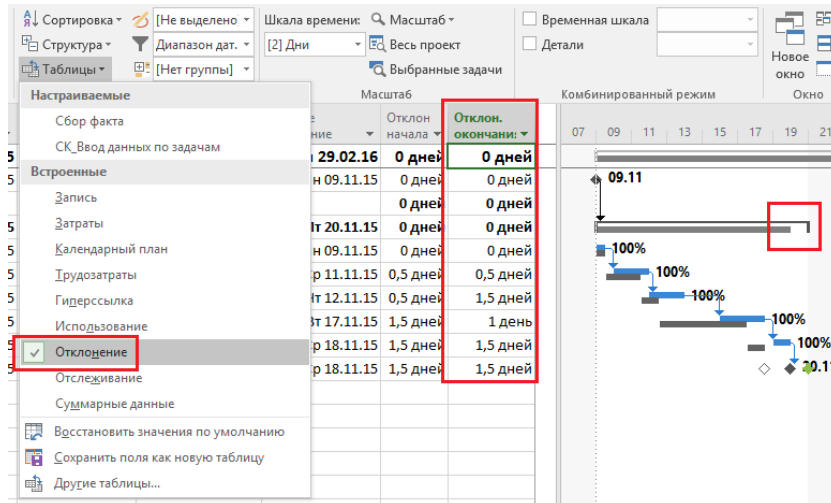 Сортировка [Не выделено] Шкала времени: Масштаб Временная шкала
Структура Диапазон дат. [2] Дни Весь проект Детали
Таблицы [Нет группы] Выбранные задачи Новое окно
Масштаб Комбинированный режим Окно
Настраиваемые
Сбор факта
СК_Ввод данных по задачам
Встроенные
Запись
Затраты
Календарный план
Трудозатраты
Гиперссылка
Использование
Отклонение
Отслеживание
Суммарные данные
Восстановить значения по умолчанию
Сохранить поля как новую таблицу
Другие таблицы...
Отклон начала Отклон. окончания
07 09 11 13 15 17 19 21
29.02.16 0 дней 0 дней
н 09.11.15 0 дней 0 дней 09.11
0 дней 0 дней
20.11.15 0 дней 0 дней
н 09.11.15 0 дней 0 дней 100%
р 11.11.15 0,5 дней 0,5 дней 100%
12.11.15 0,5 дней 1,5 дней 100%
17.11.15 1,5 дней 1 день 100%
р 18.11.15 1,5 дней 1,5 дней 100%
р 18.11.15 1,5 дней 1,5 дней